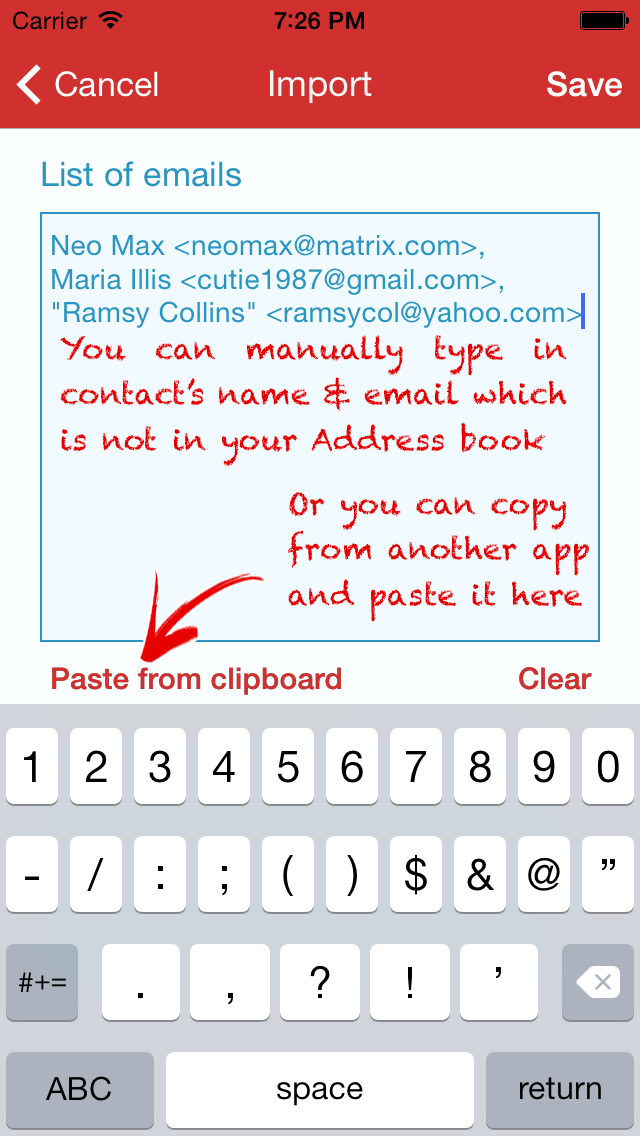 Carrier 7:26 PM
Cancel Import Save
List of emails
Neo Max <neomax@matrix.com>,
Maria Illis <cutie1987@gmail.com>,
"Ramsy Collins" <ramsycol@yahoo.com>
You can manually type in
contact's name & email which
is not in your Address book
Or you can copy
from another app
and paste it here
Paste from clipboard Clear
1 2 3 4 5 6 7 8 9 0
- / : ; ( ) $ & @ ”
#+= . , ? ! ’
ABC space return